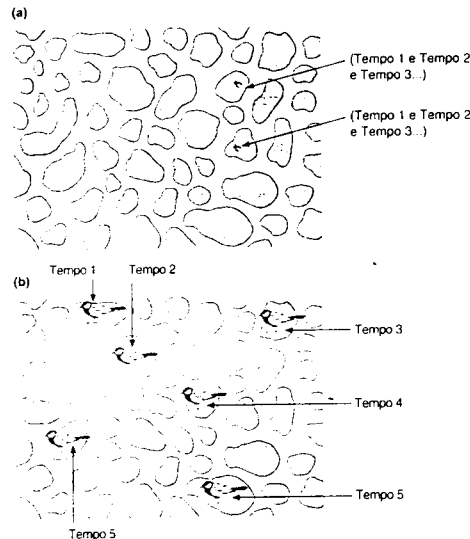 (a)
(Tempo 1 e Tempo 2
e Tempo 3...)
(Tempo 1 e Tempo 2
e Tempo 3...)
(b)
Tempo 1 Tempo 2
Tempo 3
Tempo 4
Tempo 5
Tempo 5